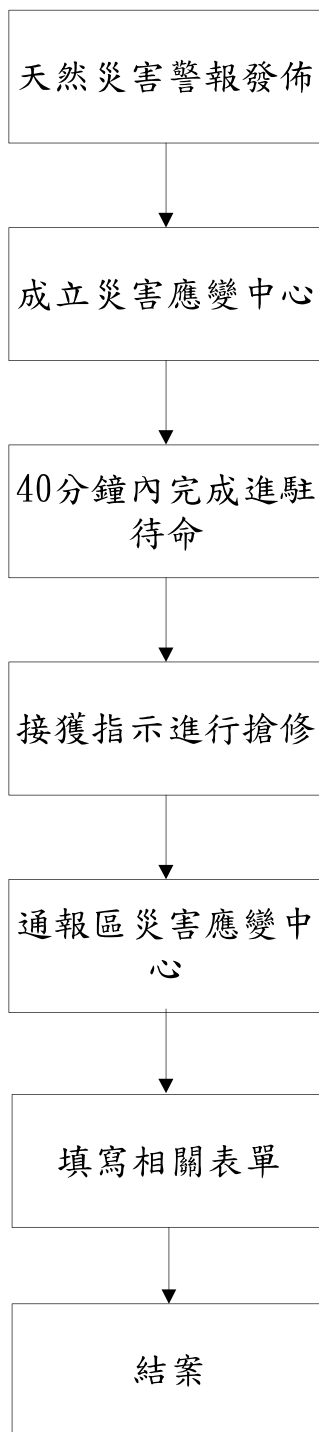 天然災害警報發佈
成立災害應變中心
40分鐘內完成進駐
待命
接獲指示進行搶修
通報區災害應變中
心
填寫相關表單
結案